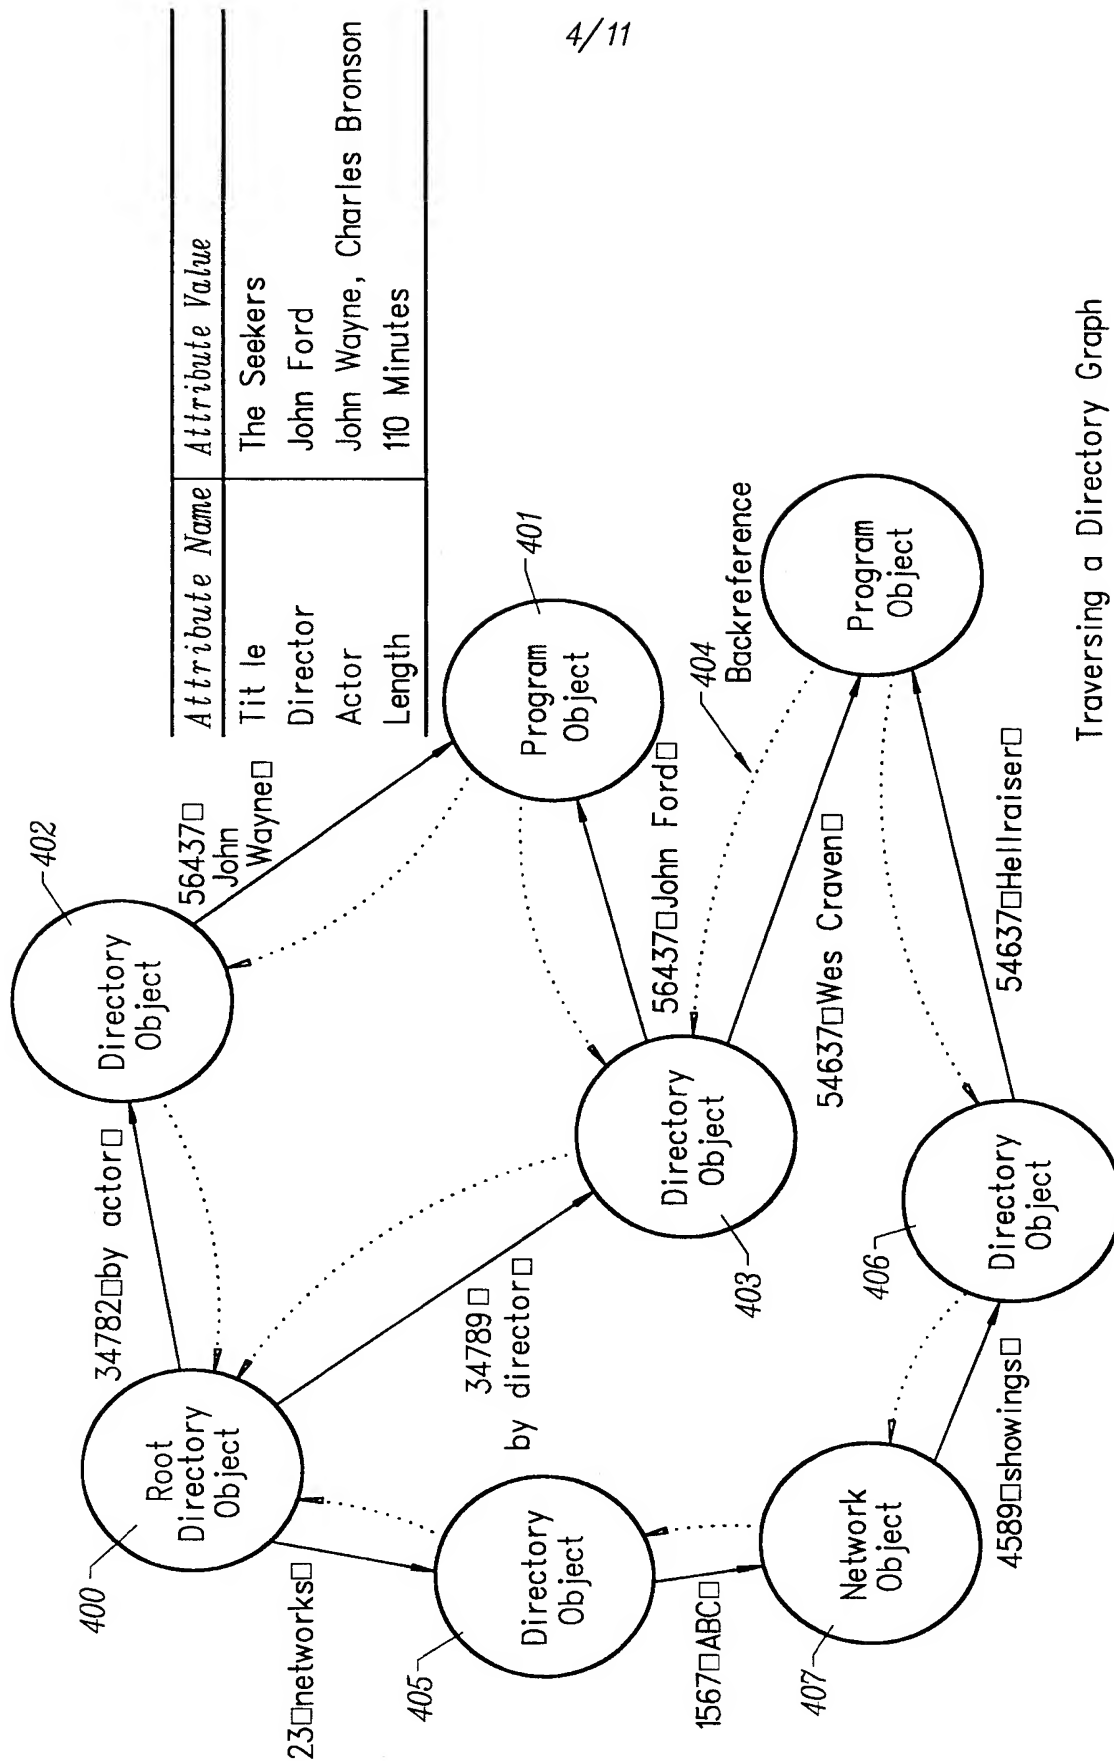 4/11
Attribute Name Attribute Value
Tit le The Seekers
Director John Ford
Actor John Wayne, Charles Bronson
Length 110 Minutes
402
Directory
Object
56437□
John
Wayne□
34782□by actor□
400
Root
Directory
Object
401
Program
Object
34789□
by director□
Directory
Object
403
56437□John Ford□
404
Backreference
23□networks□
405
Directory
Object
54637□Wes Craven□
Program
Object
1567□ABC□
407
Network
Object
406
Directory
Object
54637□Hellraiser□
4589□showings□
Traversing a Directory Graph